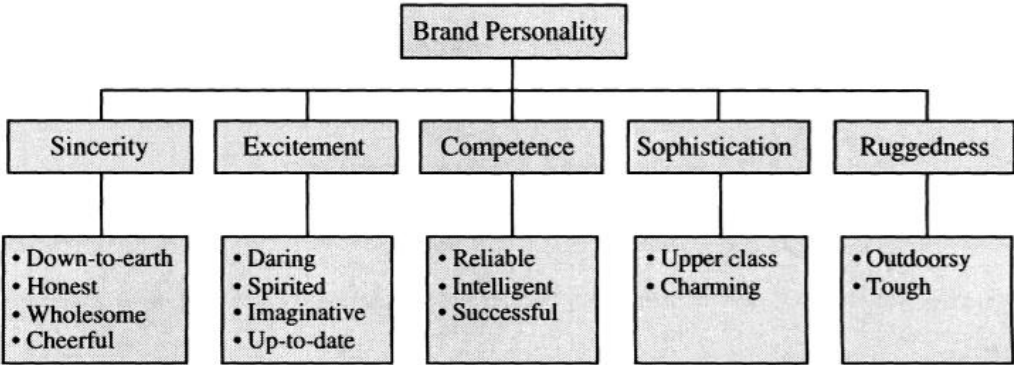 Brand Personality
Sincerity
Excitement
Competence
Sophistication
Ruggedness
• Down-to-earth
• Honest
• Wholesome
• Cheerful
• Daring
• Spirited
• Imaginative
• Up-to-date
• Reliable
• Intelligent
• Successful
• Upper class
• Charming
• Outdoorsy
• Tough